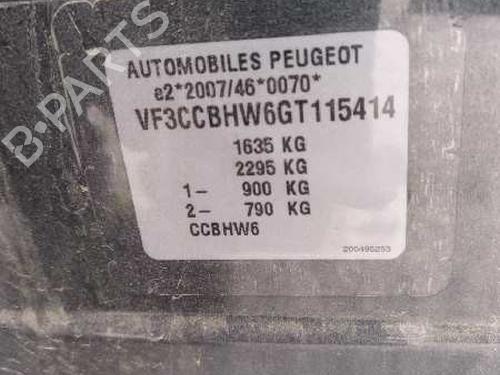 AUTOMOBILES PEUGEOT
e2*2007/46*0070*
VF3CCBHW6GT115414
1635 KG
2295 KG
1- 900 KG
2- 790 KG
CCBHW6
200495253
B-PARTS